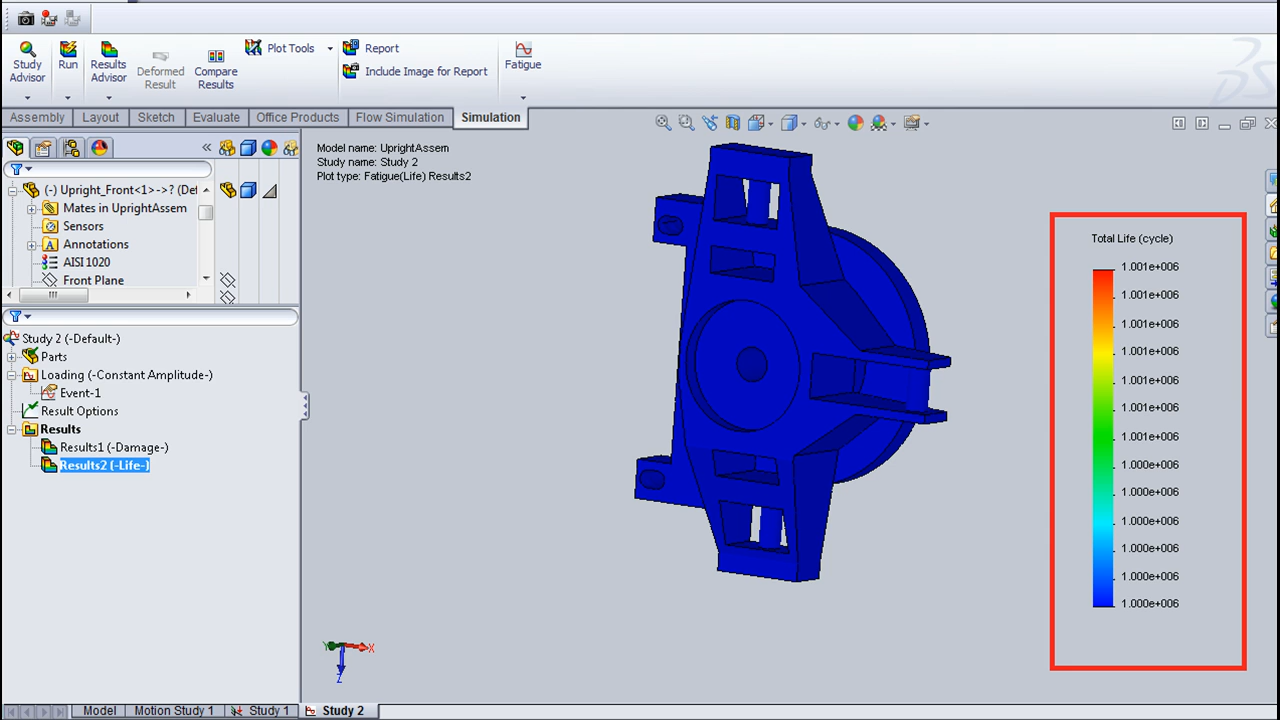 Study Advisor
Run
Results Advisor
Deformed Result
Compare Results
Plot Tools
Report
Include Image for Report
Fatigue
Assembly
Layout
Sketch
Evaluate
Office Products
Flow Simulation
Simulation
(-) Upright_Front<1>->? (Def
Mates in UprightAssem
Sensors
Annotations
AISI 1020
Front Plane
Study 2 (-Default-)
Parts
Loading (-Constant Amplitude-)
Event-1
Result Options
Results
Results1 (-Damage-)
Results2 (-Life-)
Model name: UprightAssem
Study name: Study 2
Plot type: Fatigue(Life) Results2
Total Life (cycle)
1.001e+006
1.001e+006
1.001e+006
1.001e+006
1.001e+006
1.001e+006
1.000e+006
1.000e+006
1.000e+006
1.000e+006
1.000e+006
1.000e+006
1.000e+006
Y
X
Z
Model
Motion Study 1
Study 1
Study 2